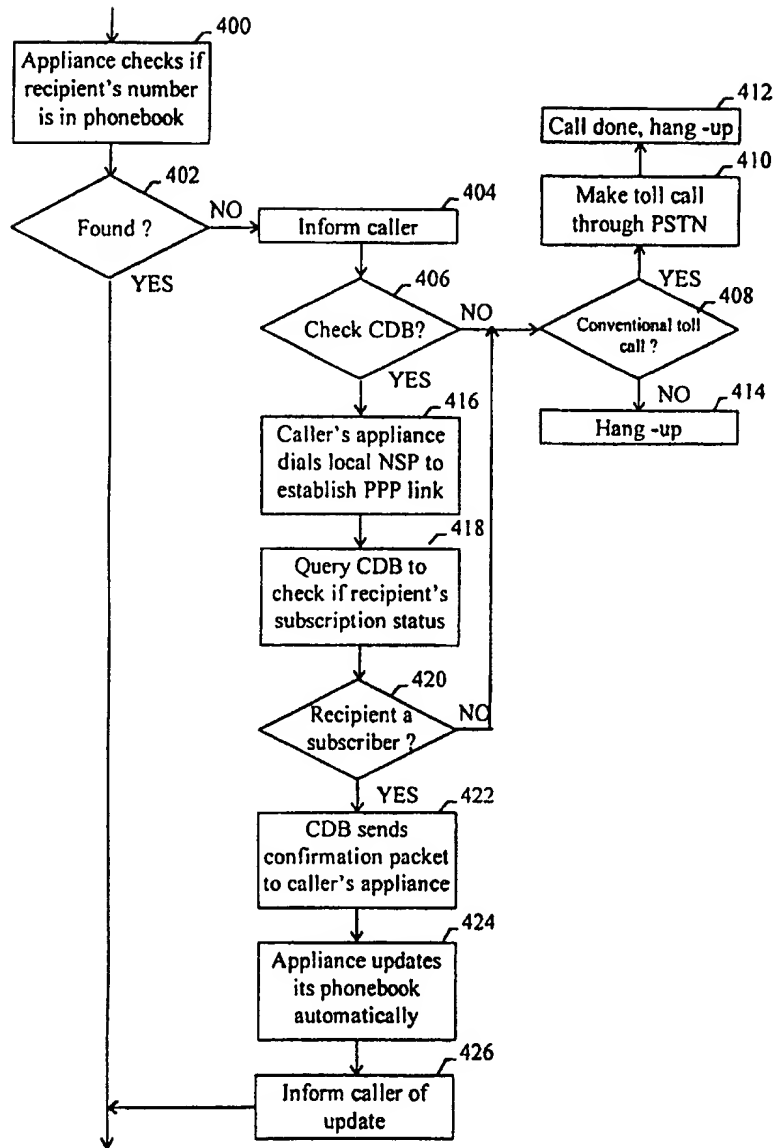 400
Appliance checks if
recipient's number
is in phonebook
402
Found ?
NO
YES
404
Inform caller
406
Check CDB?
NO
YES
412
Call done, hang -up
410
Make toll call
through PSTN
YES
408
Conventional toll
call ?
NO
414
Hang -up
416
Caller's appliance
dials local NSP to
establish PPP link
418
Query CDB to
check if recipient's
subscription status
420
Recipient a
subscriber ?
NO
YES
422
CDB sends
confirmation packet
to caller's appliance
424
Appliance updates
its phonebook
automatically
426
Inform caller of
update